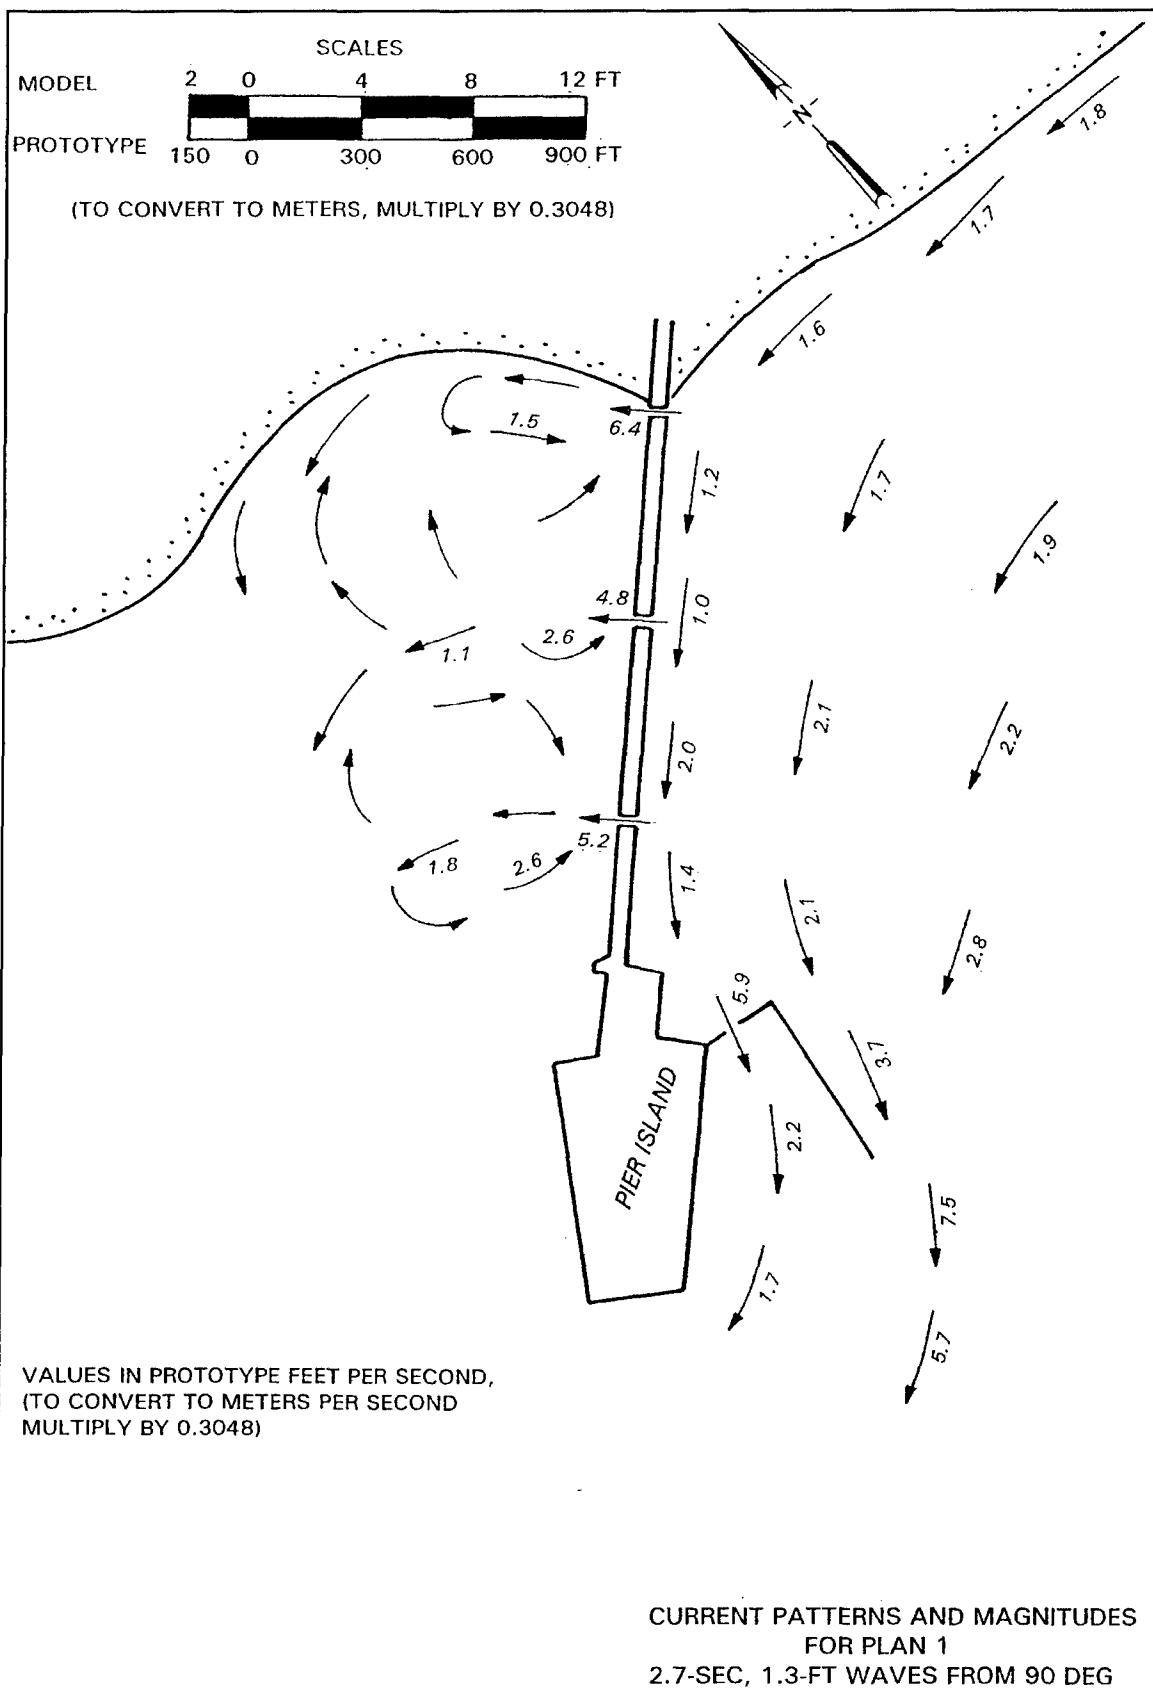 SCALES
MODEL 2 0 4 8 12 FT
PROTOTYPE 150 0 300 600 900 FT
(TO CONVERT TO METERS, MULTIPLY BY 0.3048)
-N-
1.8
1.7
1.6
1.5
6.4
1.2
1.7
1.9
4.8
1.0
2.6
1.1
2.1
2.2
2.0
5.2
1.8
2.6
1.4
2.1
2.8
5.9
3.7
PIER ISLAND
2.2
7.5
1.7
5.7
VALUES IN PROTOTYPE FEET PER SECOND,
(TO CONVERT TO METERS PER SECOND
MULTIPLY BY 0.3048)
CURRENT PATTERNS AND MAGNITUDES
FOR PLAN 1
2.7-SEC, 1.3-FT WAVES FROM 90 DEG